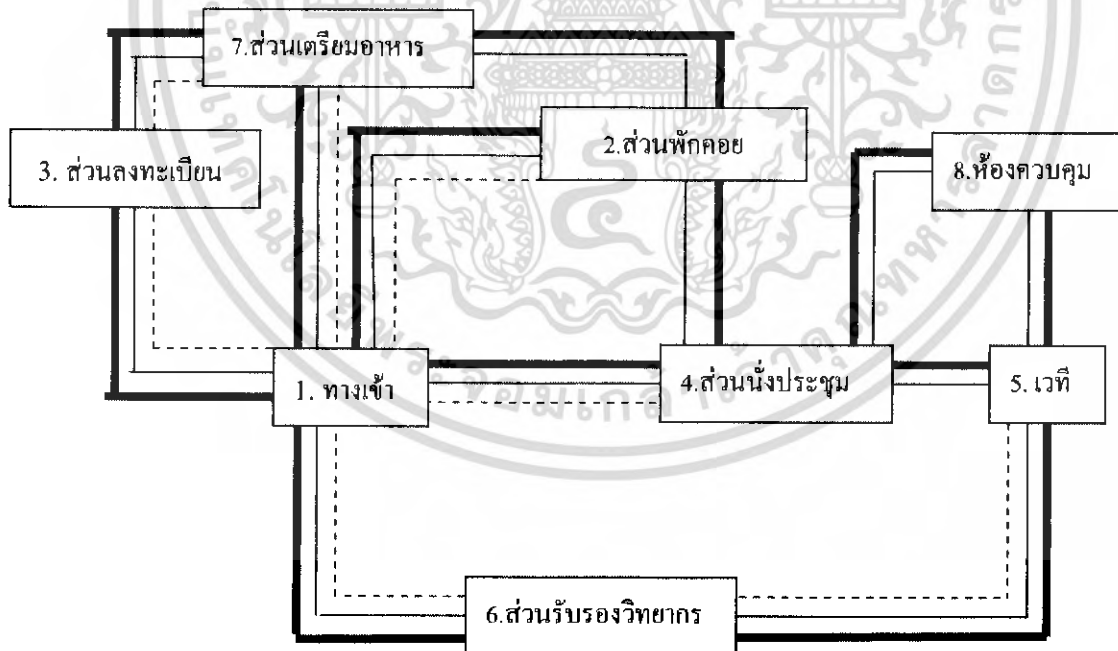 7.ส่วนเตรียมอาหาร
2.ส่วนพักคอย
3. ส่วนลงทะเบียน
8.ห้องควบคุม
1. ทางเข้า
4.ส่วนนั่งประชุม
5. เวที
6.ส่วนรับรองวิทยากร